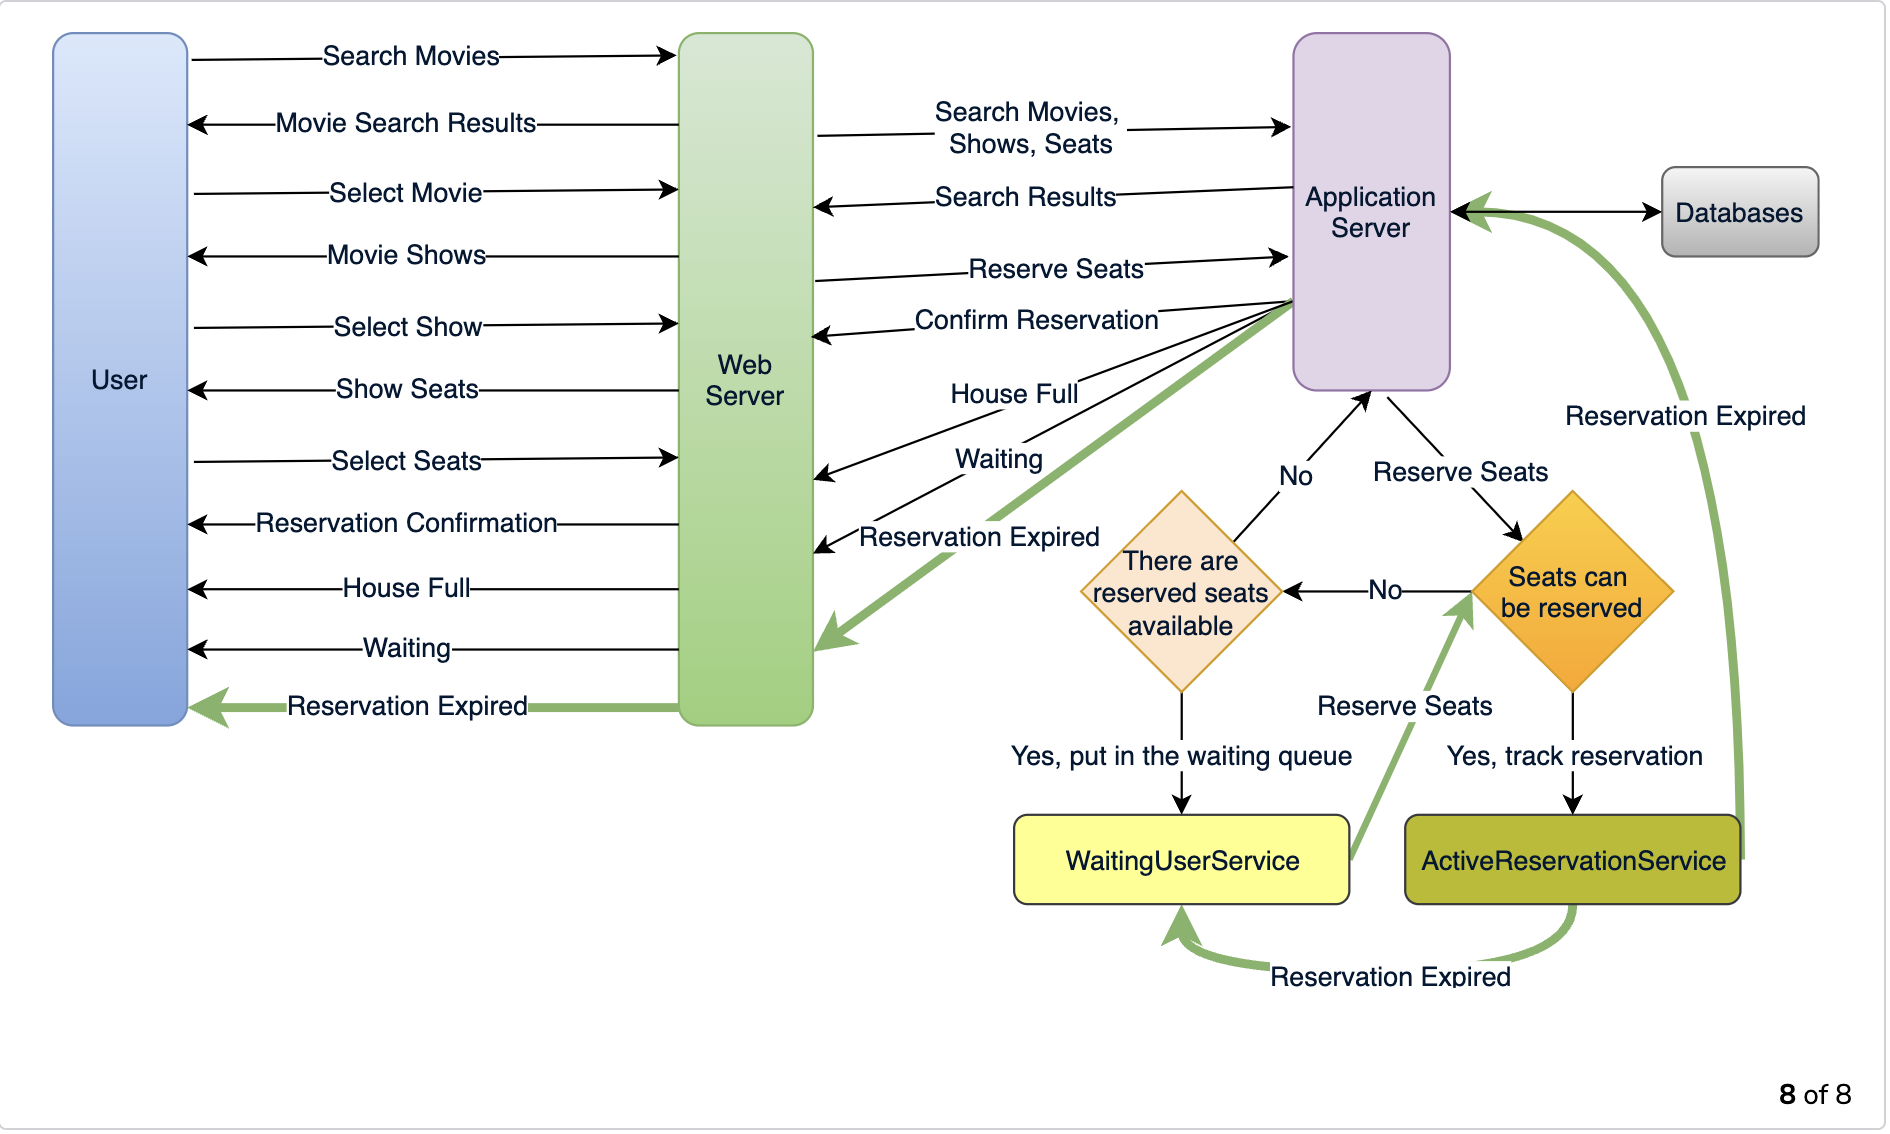 Search Movies
Movie Search Results
Select Movie
Movie Shows
Select Show
Show Seats
Select Seats
Reservation Confirmation
House Full
Waiting
Reservation Expired
User
Web
Server
Search Movies,
Shows, Seats
Search Results
Reserve Seats
Confirm Reservation
House Full
Waiting
Reservation Expired
Application
Server
Databases
Reservation Expired
No
Reserve Seats
There are
reserved seats
available
No
Seats can
be reserved
Reserve Seats
Yes, put in the waiting queue
Yes, track reservation
WaitingUserService
ActiveReservationService
Reservation Expired
8 of 8